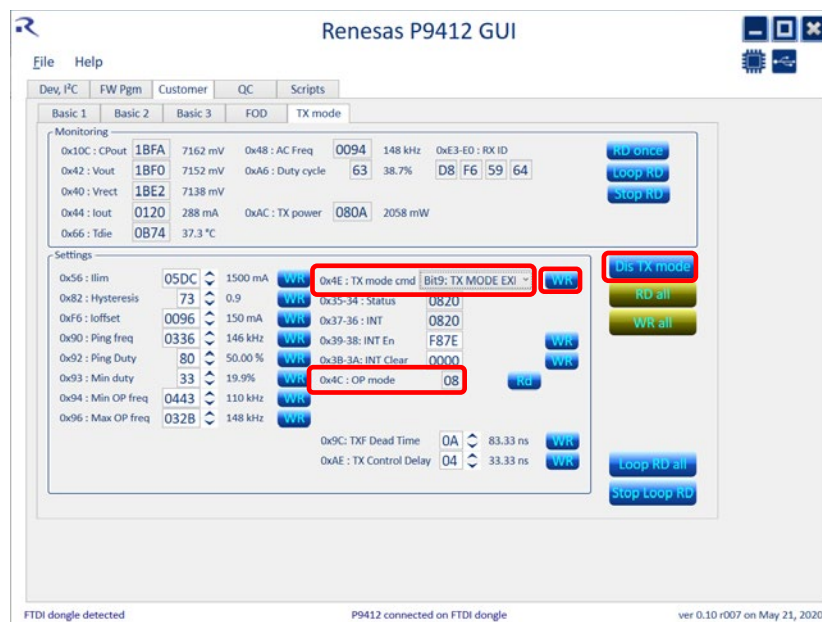 Renesas P9412 GUI
File Help
Dev, I²C FW Pgm Customer QC Scripts
Basic 1 Basic 2 Basic 3 FOD TX mode
Monitoring
0x10C : CPout 1BFA 7162 mV 0x48 : AC Freq 0094 148 kHz 0xE3-E0 : RX ID RD once
0x42 : Vout 1BF0 7152 mV 0xA6 : Duty cycle 63 38.7% D8 F6 59 64 Loop RD
0x40 : Vrect 1BE2 7138 mV Stop RD
0x44 : Iout 0120 288 mA 0xAC : TX power 080A 2058 mW
0x66 : Tdie 0B74 37.3 °C
Settings
0x56 : Ilim 05DC 1500 mA WR 0x4E : TX mode cmd Bit9: TX MODE EXI WR Dis TX mode
0x82 : Hysteresis 73 0.9 WR 0x35-34 : Status 0820 RD all
0xF6 : Ioffset 0096 150 mA WR 0x37-36 : INT 0820 WR all
0x90 : Ping freq 0336 146 kHz WR 0x39-38: INT En F87E WR
0x92 : Ping Duty 80 50.00 % WR 0x3B-3A: INT Clear 0000 WR
0x93 : Min duty 33 19.9% WR 0x4C : OP mode 08 Rd
0x94 : Min OP freq 0443 110 kHz WR
0x96 : Max OP freq 032B 148 kHz WR
0x9C: TXF Dead Time 0A 83.33 ns WR
0xAE : TX Control Delay 04 33.33 ns WR Loop RD all
Stop Loop RD
FTDI dongle detected P9412 connected on FTDI dongle ver 0.10 r007 on May 21, 2020